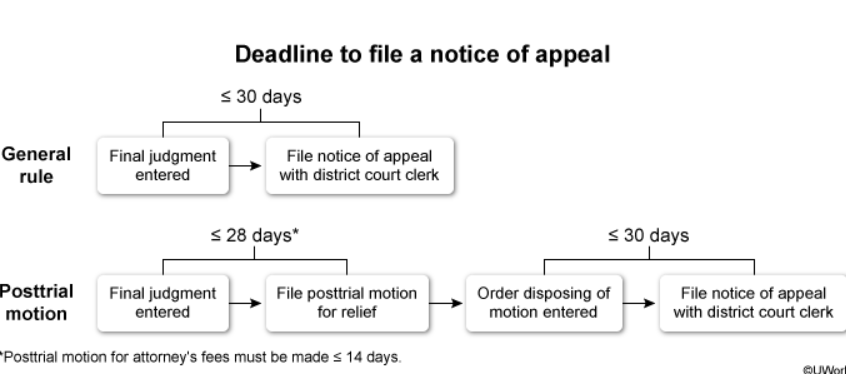 Deadline to file a notice of appeal
≤ 30 days
General
rule
Final judgment
entered
File notice of appeal
with district court clerk
≤ 28 days*
≤ 30 days
Posttrial
motion
Final judgment
entered
File posttrial motion
for relief
Order disposing of
motion entered
File notice of appeal
with district court clerk
*Posttrial motion for attorney's fees must be made ≤ 14 days.
©UWorl